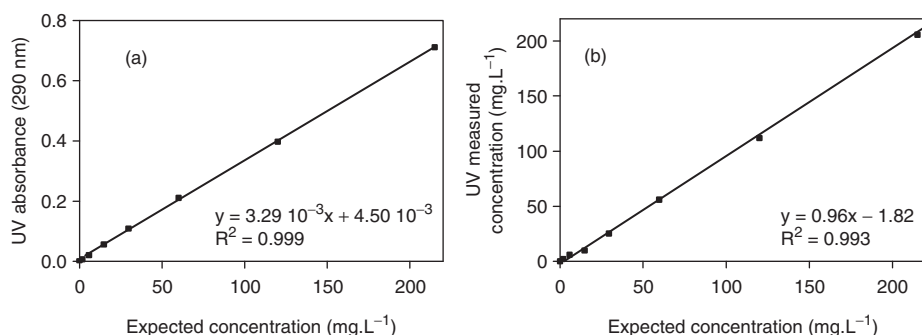 0.8
0.6
0.4
0.2
0.0
UV absorbance (290 nm)
(a)
y = 3.29 10⁻³x + 4.50 10⁻³
R² = 0.999
0 50 100 150 200
Expected concentration (mg.L⁻¹)
200
150
100
50
0
UV measured
concentration (mg.L⁻¹)
(b)
y = 0.96x − 1.82
R² = 0.993
0 50 100 150 200
Expected concentration (mg.L⁻¹)